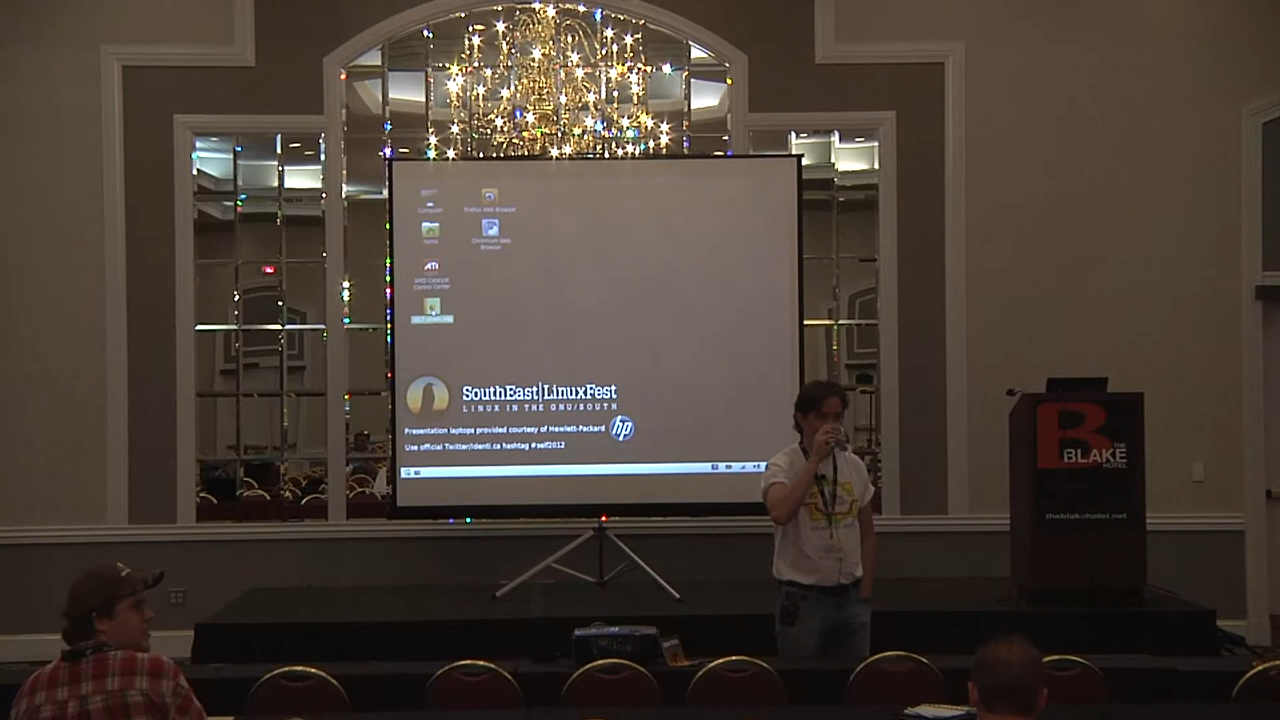 Computer
Firefox Web Browser
Home
Chromium Web
Browser
ATI
AMD Catalyst
Control Center
SouthEast|LinuxFest
LINUX IN THE GNU/SOUTH
Presentation laptops provided courtesy of Hewlett-Packard
hp
Use official Twitter/identi.ca hashtag #self2012
B
THE
BLAKE
HOTEL
theblakehotel.net